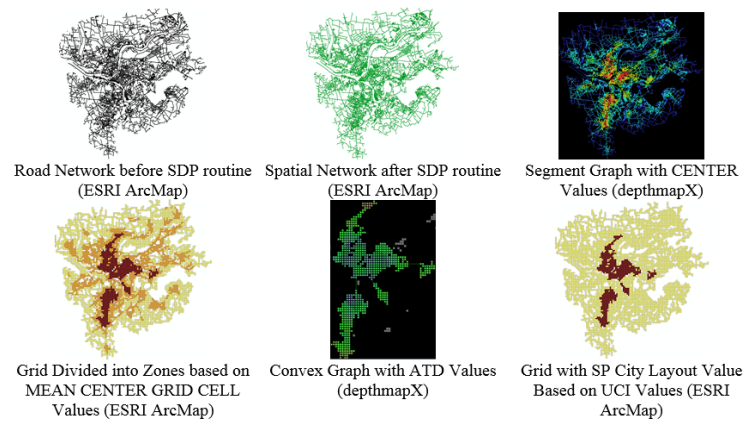 Road Network before SDP routine
(ESRI ArcMap)
Spatial Network after SDP routine
(ESRI ArcMap)
Segment Graph with CENTER
Values (depthmapX)
Grid Divided into Zones based on
MEAN CENTER GRID CELL
Values (ESRI ArcMap)
Convex Graph with ATD Values
(depthmapX)
Grid with SP City Layout Value
Based on UCI Values (ESRI
ArcMap)